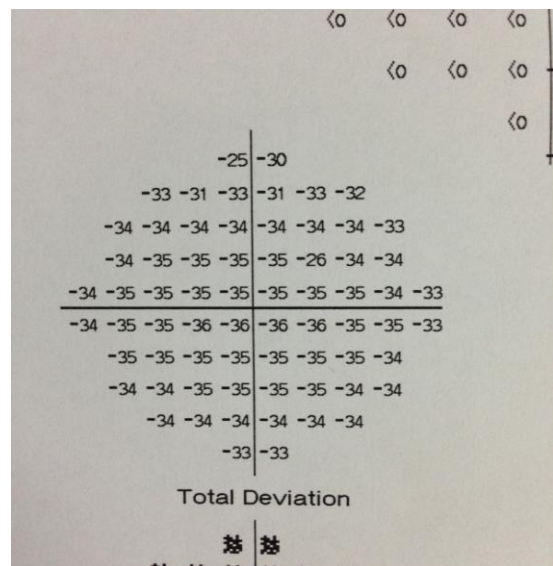 <0 <0 <0 <0
<0 <0 <0
<0
-25 -30
-33 -31 -33 -31 -33 -32
-34 -34 -34 -34 -34 -34 -34 -33
-34 -35 -35 -35 -35 -26 -34 -34
-34 -35 -35 -35 -35 -35 -35 -35 -34 -33
-34 -35 -35 -36 -36 -36 -36 -35 -35 -33
-35 -35 -35 -35 -35 -35 -35 -34
-34 -34 -35 -35 -35 -35 -34 -34
-34 -34 -34 -34 -34 -34
-33 -33
Total Deviation